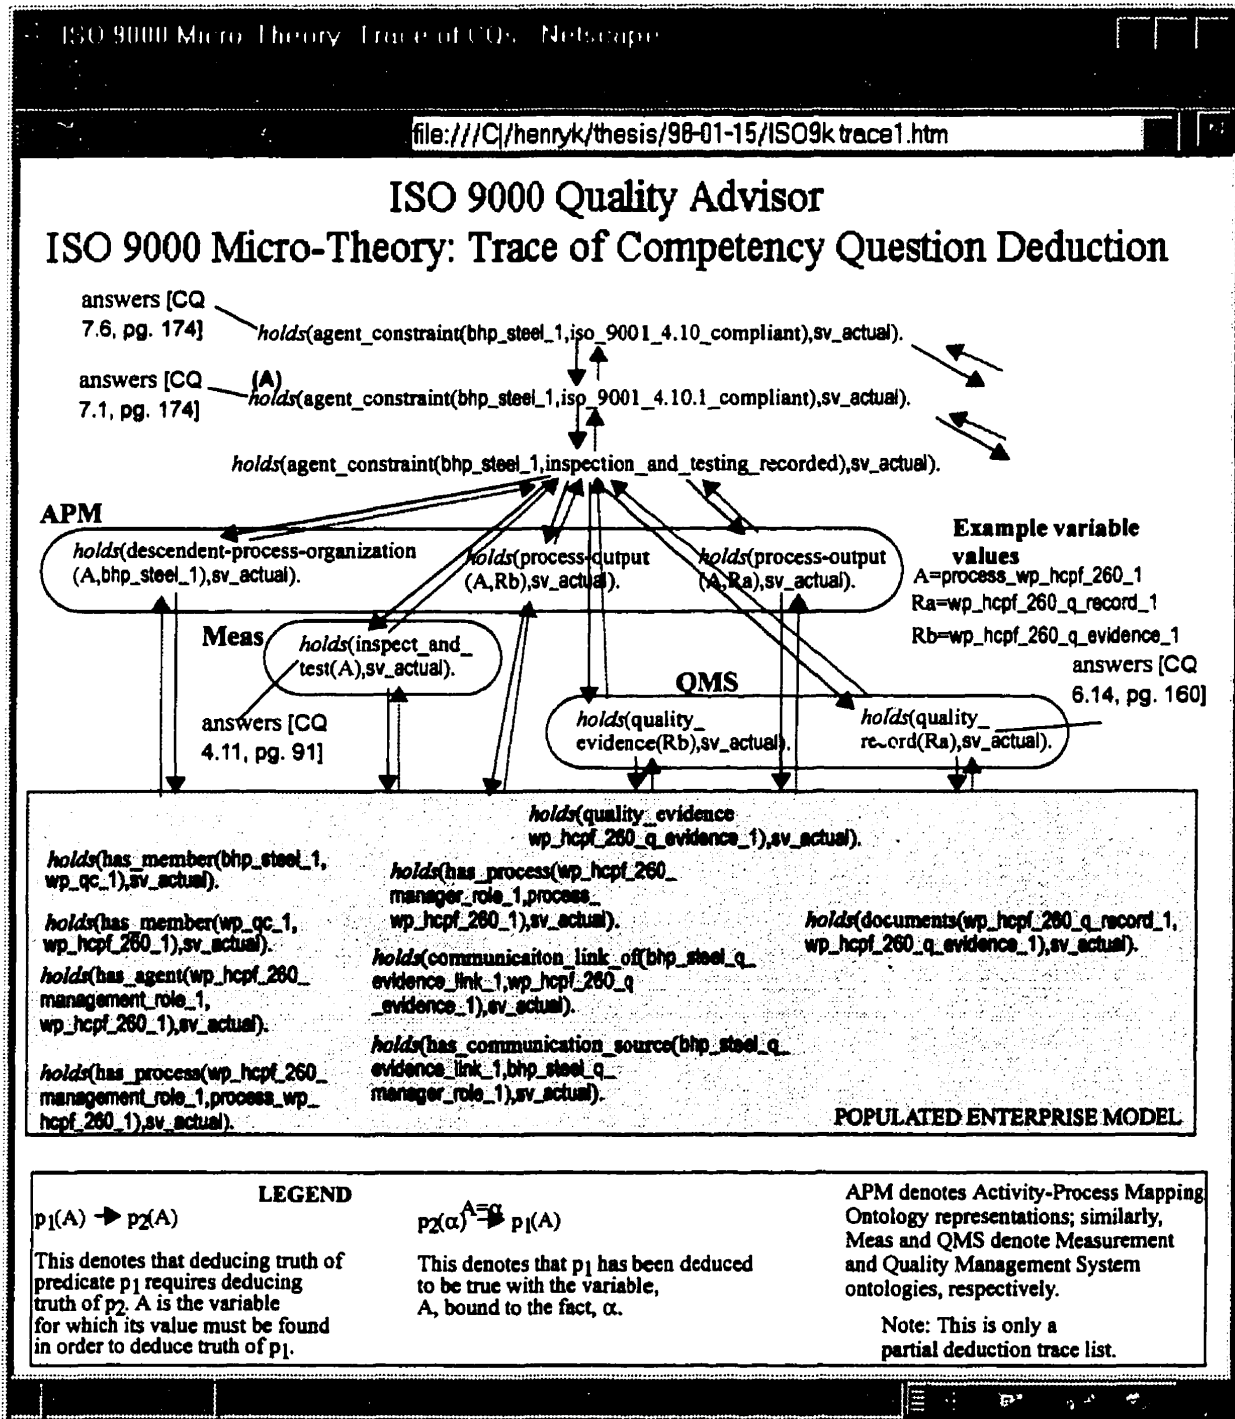 ISO 9000 Micro-Theory: Trace of CQs - Netscape
file:///C|/henryk/thesis/98-01-15/ISO9k trace1.htm
ISO 9000 Quality Advisor
ISO 9000 Micro-Theory: Trace of Competency Question Deduction
answers [CQ
7.6, pg. 174]
holds(agent_constraint(bhp_steel_1,iso_9001_4.10_compliant),sv_actual).
answers [CQ
7.1, pg. 174]
(A)
holds(agent_constraint(bhp_steel_1,iso_9001_4.10.1_compliant),sv_actual).
holds(agent_constraint(bhp_steel_1,inspection_and_testing_recorded),sv_actual).
APM
holds(descendent-process-organization
(A,bhp_steel_1),sv_actual).
holds(process-output
(A,Rb),sv_actual).
holds(process-output
(A,Ra),sv_actual).
Example variable
values
A=process_wp_hcpf_260_1
Ra=wp_hcpf_260_q_record_1
Rb=wp_hcpf_260_q_evidence_1
Meas
holds(inspect_and_
test(A),sv_actual).
answers [CQ
4.11, pg. 91]
QMS
holds(quality_
evidence(Rb),sv_actual).
holds(quality_
record(Ra),sv_actual).
answers [CQ
6.14, pg. 160]
holds(quality_evidence
wp_hcpf_260_q_evidence_1),sv_actual).
holds(has_member(bhp_steel_1,
wp_qc_1),sv_actual).
holds(has_member(wp_qc_1,
wp_hcpf_260_1),sv_actual).
holds(has_agent(wp_hcpf_260_
management_role_1,
wp_hcpf_260_1),sv_actual).
holds(has_process(wp_hcpf_260_
management_role_1,process_wp_
hcpf_260_1),sv_actual).
holds(has_process(wp_hcpf_260_
manager_role_1,process_
wp_hcpf_260_1),sv_actual).
holds(communicaiton_link_of(bhp_steel_q_
evidence_link_1,wp_hcpf_260_q
_evidence_1),sv_actual).
holds(has_communication_source(bhp_steel_q_
evidence_link_1,bhp_steel_q_
manager_role_1),sv_actual).
holds(documents(wp_hcpf_260_q_record_1,
wp_hcpf_260_q_evidence_1),sv_actual).
POPULATED ENTERPRISE MODEL
LEGEND
p1(A) → p2(A)
This denotes that deducing truth of
predicate p1 requires deducing
truth of p2. A is the variable
for which its value must be found
in order to deduce truth of p1.
A=α
p2(α) → p1(A)
This denotes that p1 has been deduced
to be true with the variable,
A, bound to the fact, α.
APM denotes Activity-Process Mapping
Ontology representations; similarly,
Meas and QMS denote Measurement
and Quality Management System
ontologies, respectively.
Note: This is only a
partial deduction trace list.